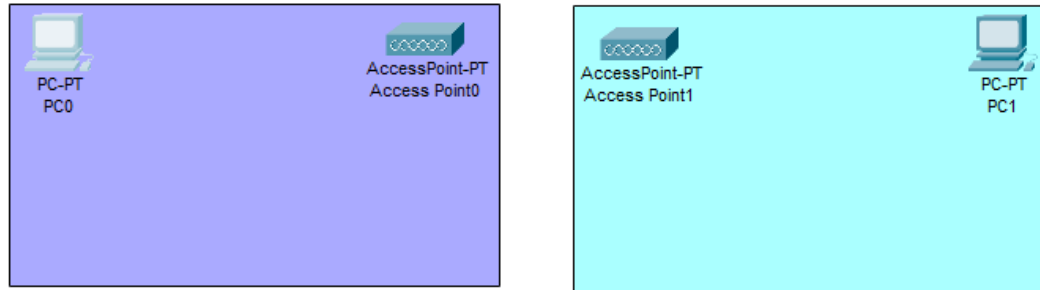 PC-PT
PC0
AccessPoint-PT
Access Point0
AccessPoint-PT
Access Point1
PC-PT
PC1